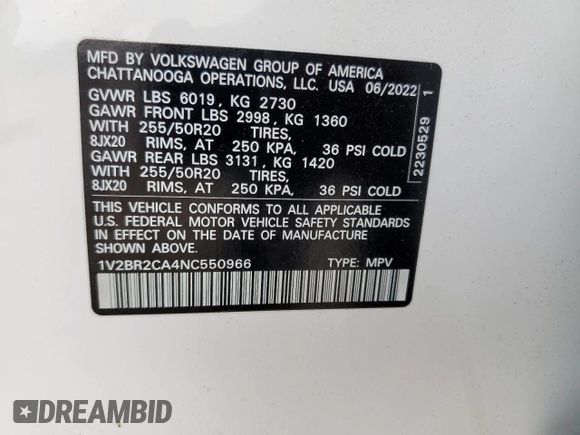 MFD BY VOLKSWAGEN GROUP OF AMERICA
CHATTANOOGA OPERATIONS, LLC. USA 06/2022
GVWR LBS 6019, KG 2730
GAWR FRONT LBS 2998, KG 1360
WITH 255/50R20 TIRES,
8JX20 RIMS, AT 250 KPA, 36 PSI COLD
GAWR REAR LBS 3131, KG 1420
WITH 255/50R20 TIRES,
8JX20 RIMS, AT 250 KPA, 36 PSI COLD
THIS VEHICLE CONFORMS TO ALL APPLICABLE
U.S. FEDERAL MOTOR VEHICLE SAFETY STANDARDS
IN EFFECT ON THE DATE OF MANUFACTURE
SHOWN ABOVE.
1V2BR2CA4NC550966 TYPE: MPV
2230529 1
DREAMBID